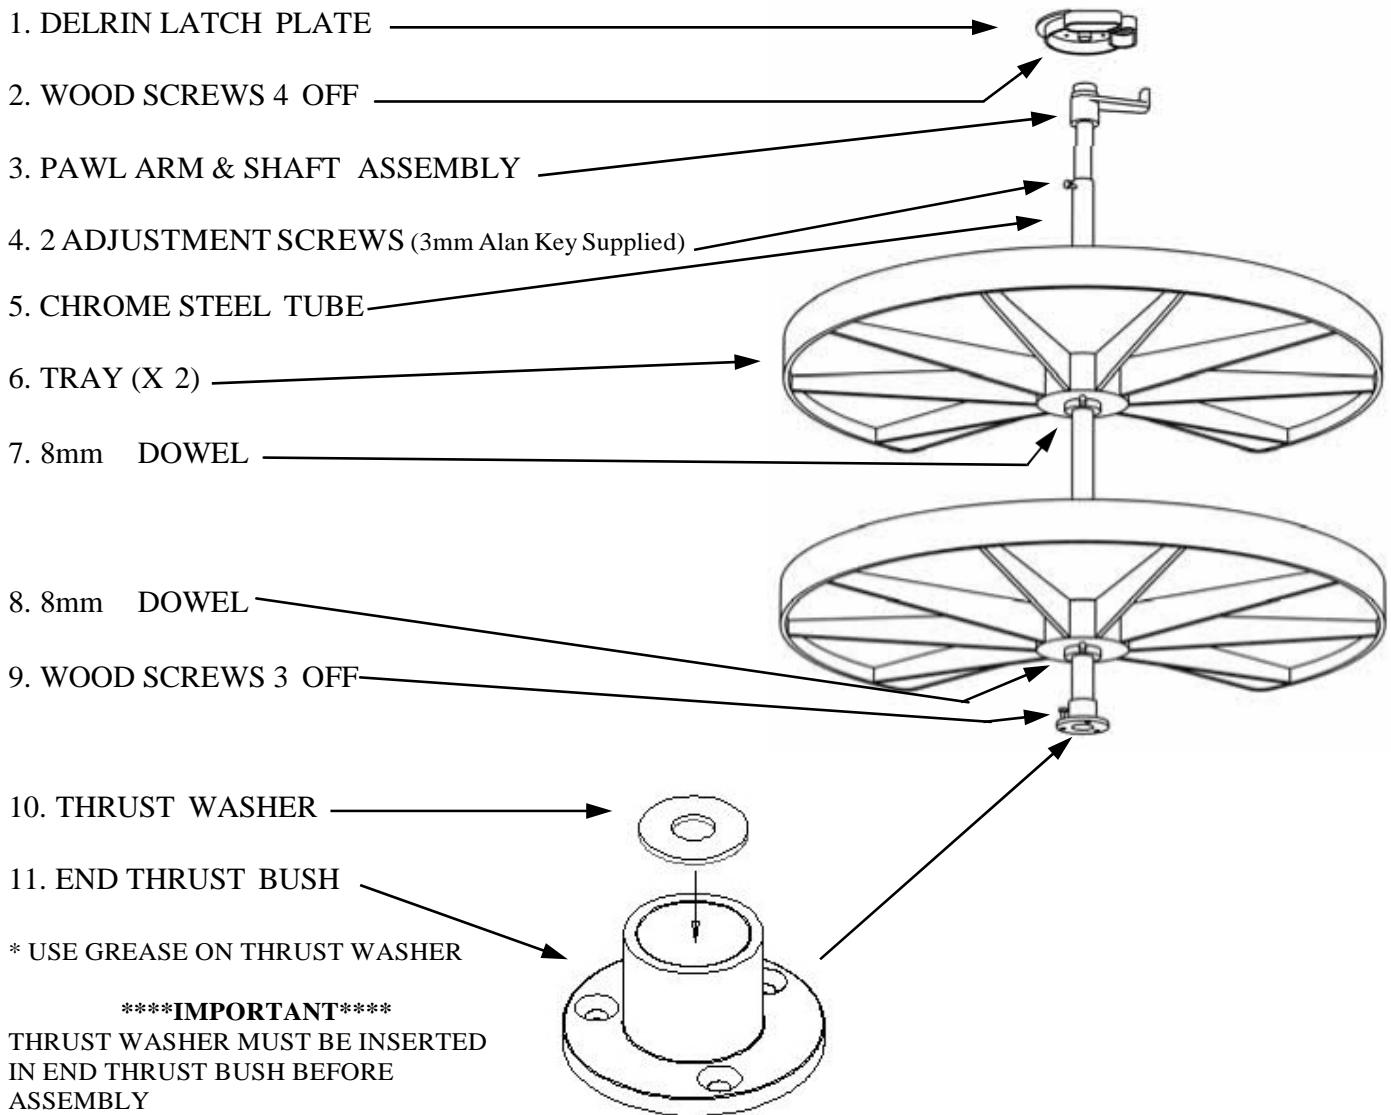 1. DELRIN LATCH PLATE
2. WOOD SCREWS 4 OFF
3. PAWL ARM & SHAFT ASSEMBLY
4. 2 ADJUSTMENT SCREWS (3mm Alan Key Supplied)
5. CHROME STEEL TUBE
6. TRAY (X 2)
7. 8mm DOWEL
8. 8mm DOWEL
9. WOOD SCREWS 3 OFF
10. THRUST WASHER
11. END THRUST BUSH
* USE GREASE ON THRUST WASHER
****IMPORTANT****
THRUST WASHER MUST BE INSERTED
IN END THRUST BUSH BEFORE
ASSEMBLY